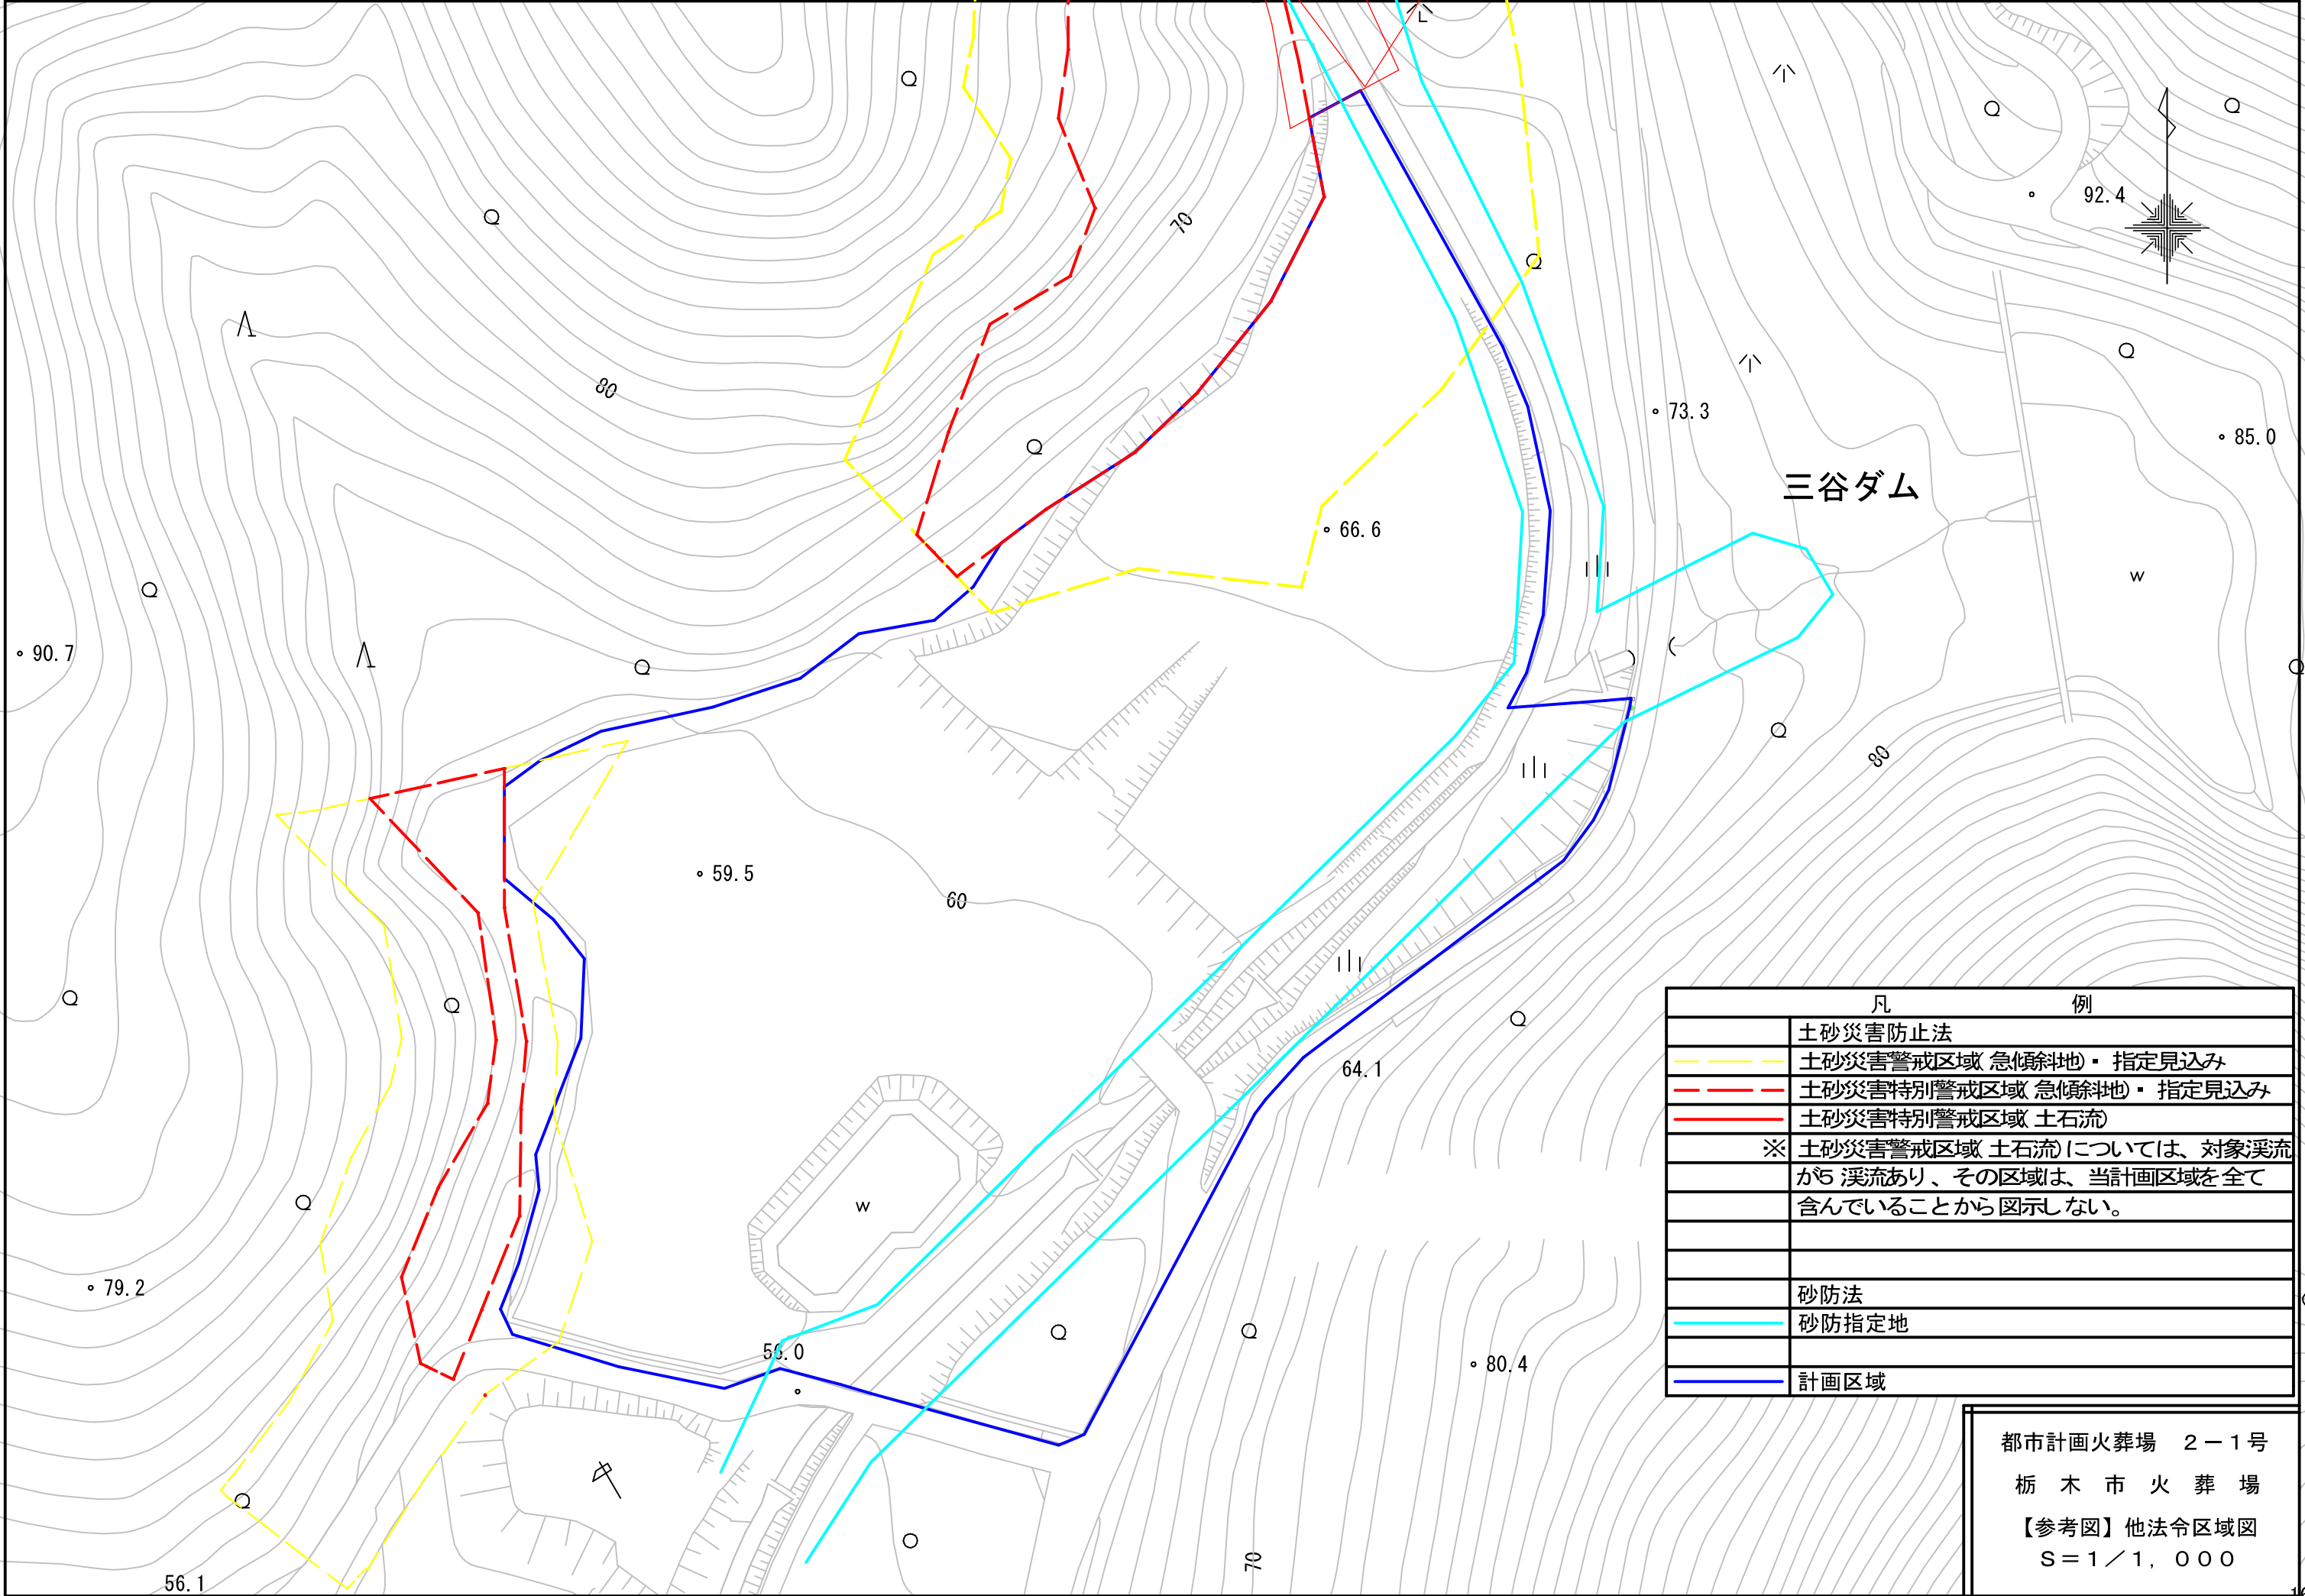 92.4
70
80
73.3
85.0
三谷ダム
66.6
90.7
w
80
59.5
60
64.1
w
79.2
80.4
70
56.1
凡　　例
土砂災害防止法
土砂災害警戒区域(急傾斜地)・指定見込み
土砂災害特別警戒区域(急傾斜地)・指定見込み
土砂災害特別警戒区域(土石流)
※ 土砂災害警戒区域(土石流)については、対象渓流
が5渓流あり、その区域は、当計画区域を全て
含んでいることから図示しない。
砂防法
砂防指定地
計画区域
都市計画火葬場　２－１号
栃　木　市　火　葬　場
【参考図】他法令区域図
Ｓ＝１／１，０００